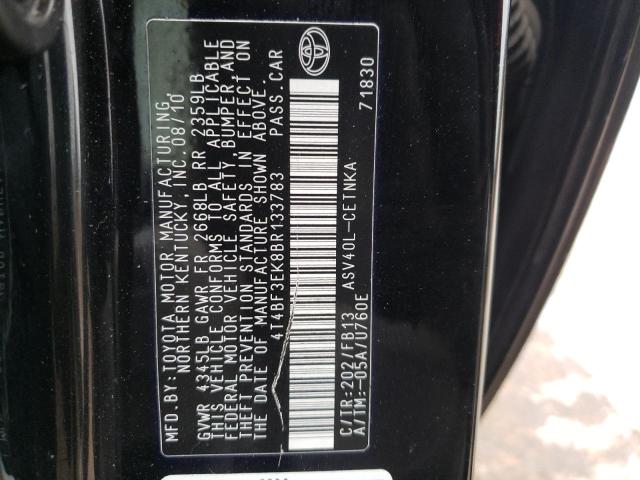 MFD.BY:TOYOTA MOTOR MANUFACTURING,
NORTHERN KENTUCKY, INC. 08/10
GVWR 4345LB GAWR FR 2668LB RR 2359LB
THIS VEHICLE CONFORMS TO ALL APPLICABLE
FEDERAL MOTOR VEHICLE SAFETY, BUMPER, AND
THEFT PREVENTION STANDARDS IN EFFECT ON
THE DATE OF MANUFACTURE SHOWN ABOVE.
4T4BF3EK8BR133783 PASS.CAR
ASV40L-CETNKA
C/TR:202/FB13 71830
A/TM:-05A/U760E